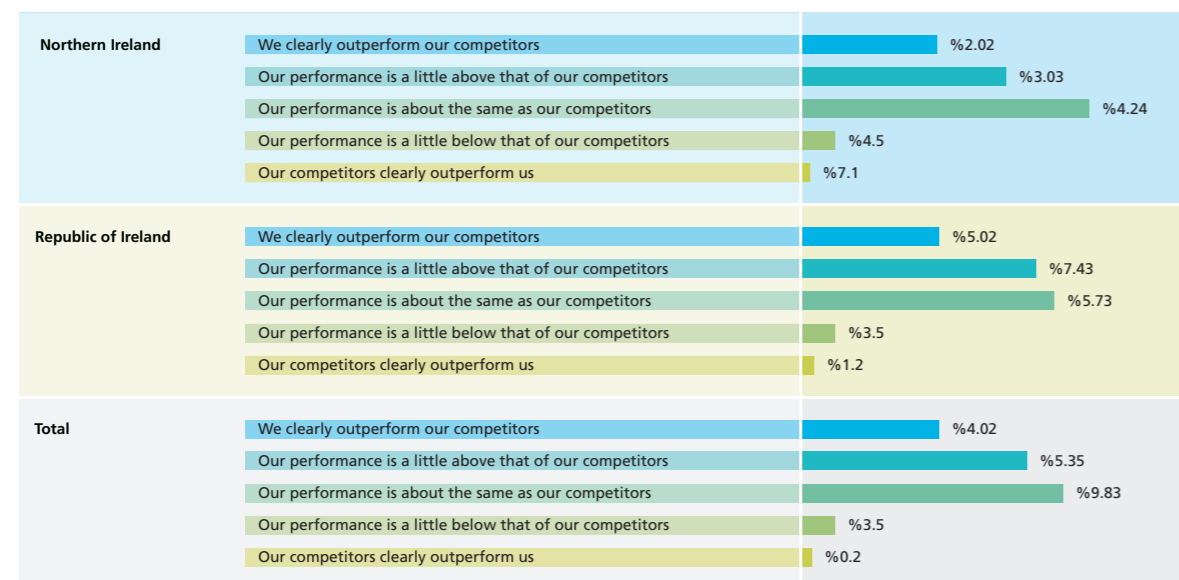 Northern Ireland We clearly outperform our competitors %2.02
Our performance is a little above that of our competitors %3.03
Our performance is about the same as our competitors %4.24
Our performance is a little below that of our competitors %4.5
Our competitors clearly outperform us %7.1
Republic of Ireland We clearly outperform our competitors %5.02
Our performance is a little above that of our competitors %7.43
Our performance is about the same as our competitors %5.73
Our performance is a little below that of our competitors %3.5
Our competitors clearly outperform us %1.2
Total We clearly outperform our competitors %4.02
Our performance is a little above that of our competitors %5.35
Our performance is about the same as our competitors %9.83
Our performance is a little below that of our competitors %3.5
Our competitors clearly outperform us %0.2